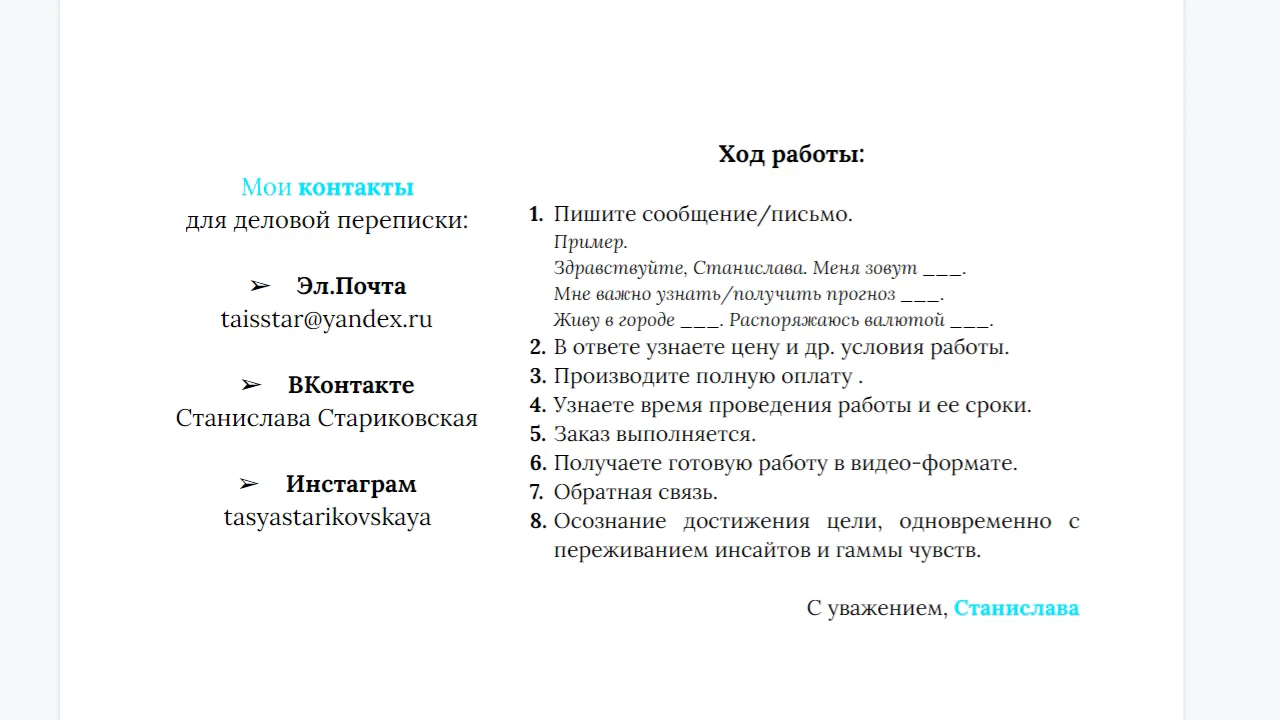 Мои контакты
для деловой переписки:
➢ Эл.Почта
taisstar@yandex.ru
➢ ВКонтакте
Станислава Стариковская
➢ Инстаграм
tasyastarikovskaya
Ход работы:
1. Пишите сообщение/письмо.
Пример.
Здравствуйте, Станислава. Меня зовут ___.
Мне важно узнать/получить прогноз ___.
Живу в городе ___. Распоряжаюсь валютой ___.
2. В ответе узнаете цену и др. условия работы.
3. Производите полную оплату .
4. Узнаете время проведения работы и ее сроки.
5. Заказ выполняется.
6. Получаете готовую работу в видео-формате.
7. Обратная связь.
8. Осознание достижения цели, одновременно с
переживанием инсайтов и гаммы чувств.
С уважением, Станислава